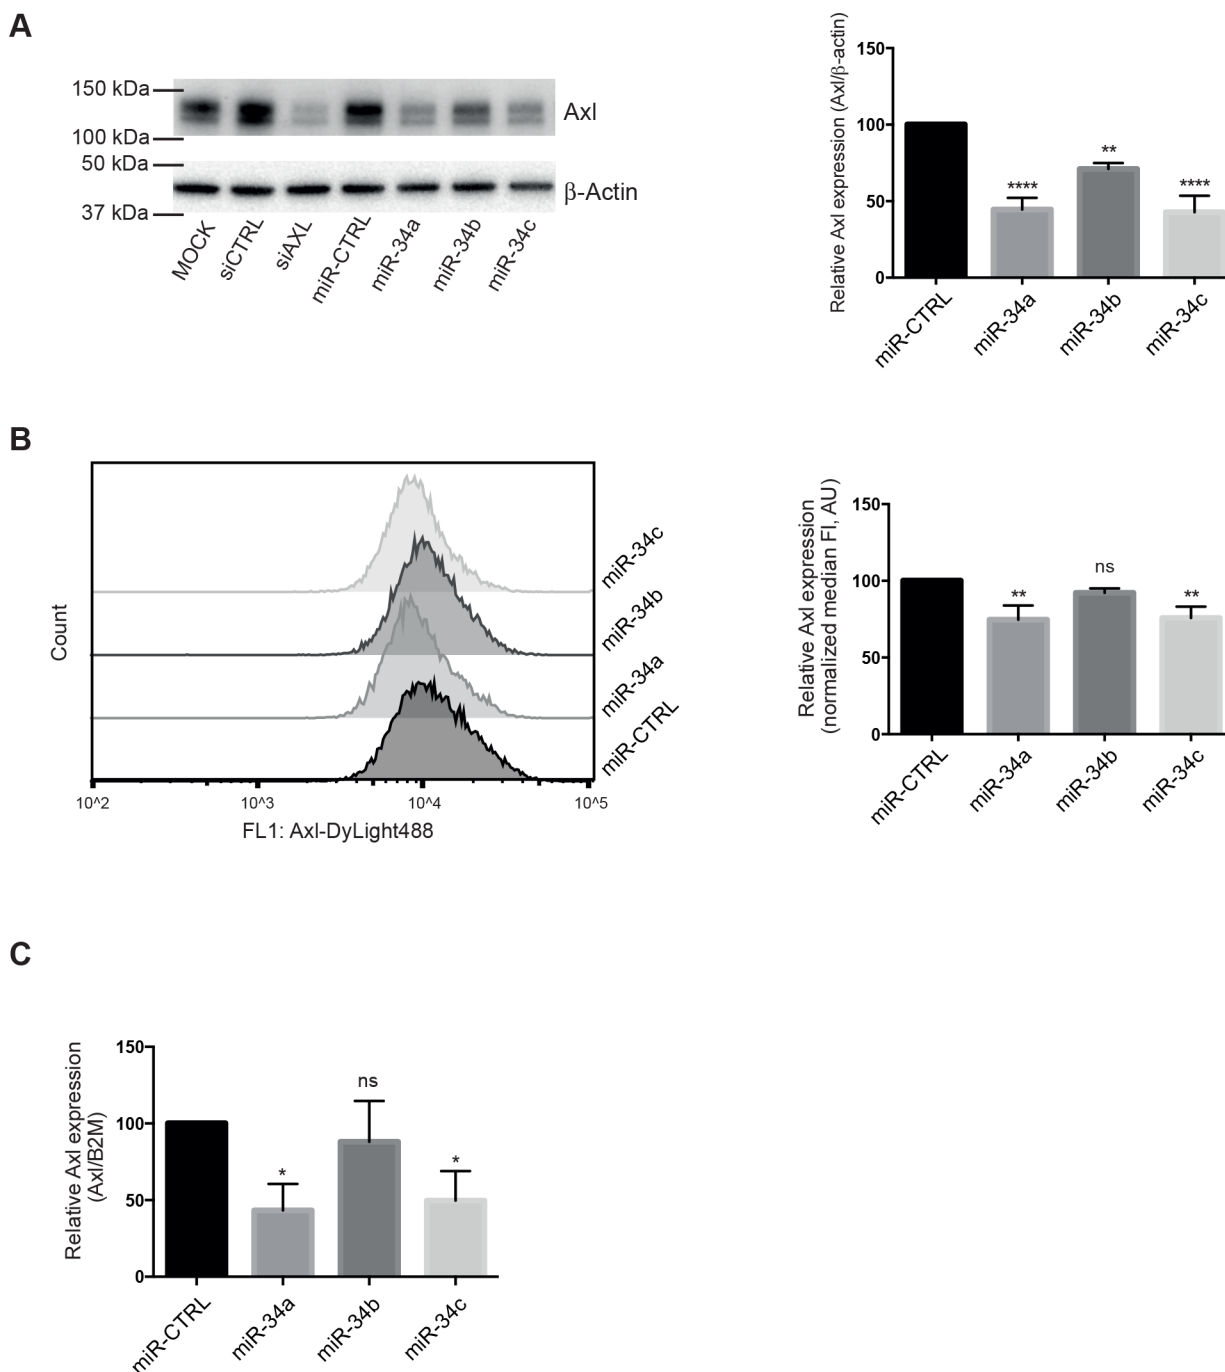 A
150 kDa
100 kDa
50 kDa
37 kDa
Axl
β-Actin
MOCK
siCTRL
siAXL
miR-CTRL
miR-34a
miR-34b
miR-34c
Relative Axl expression (Axl/β-actin)
150
100
50
0
****
**
****
miR-CTRL
miR-34a
miR-34b
miR-34c
B
Count
miR-34c
miR-34b
miR-34a
miR-CTRL
10^2
10^3
10^4
10^5
FL1: Axl-DyLight488
Relative Axl expression
(normalized median FI, AU)
150
100
50
0
**
ns
**
miR-CTRL
miR-34a
miR-34b
miR-34c
C
Relative Axl expression
(Axl/B2M)
150
100
50
0
*
ns
*
miR-CTRL
miR-34a
miR-34b
miR-34c